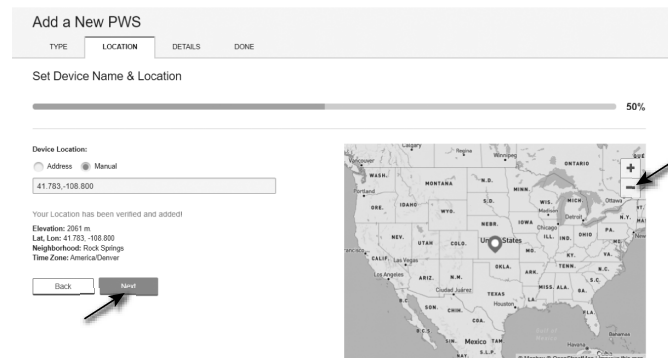 Add a New PWS
TYPE LOCATION DETAILS DONE
Set Device Name & Location
50%
Device Location:
Address Manual
41.783,-108.800
Your Location has been verified and added!
Elevation: 2061 m
Lat, Lon: 41.783, -108.800
Neighborhood: Rock Springs
Time Zone: America/Denver
Back Next
Calgary
Regina
Winnipeg
Vancouver
ONTARIO
+
−
WASH.
MONTANA
N.D.
MINN.
Portland
ORE.
IDAHO
WYO.
S.D.
WIS.
MICH.
Ottawa
Madison
Detroit
N.Y.
NEBR.
IOWA
Chicago
ILL.
IND.
OHIO
PA.
NEV.
UTAH
COLO.
United States
MO.
KY.
VA.
CALIF.
Las Vegas
Los Angeles
ARIZ.
N.M.
OKLA.
ARK.
TENN.
N.C.
S.C.
Ciudad Juárez
TEXAS
MISS.
ALA.
GA.
LA.
Houston
SON.
CHIH.
COA.
FLA.
B.C.S.
Gulf of
Mexico
Bahamas
SIN.
Mexico
TAM
Havana
NAY.
S.L.P.